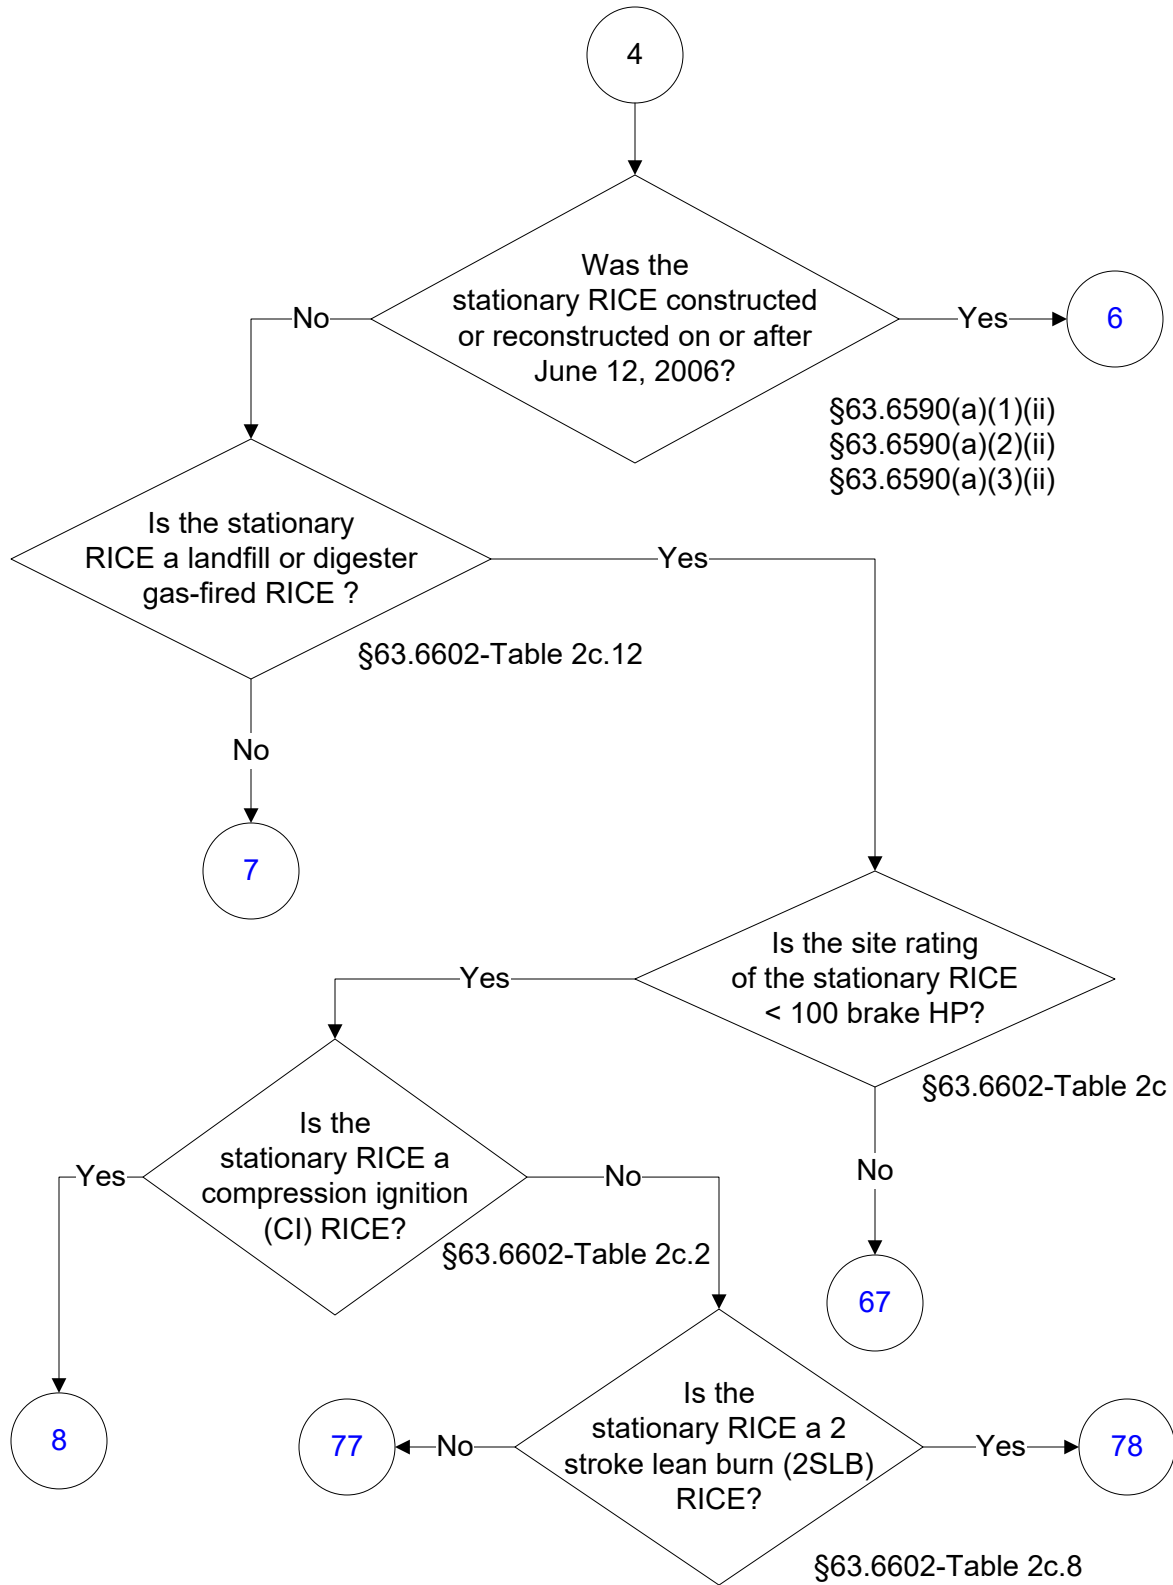 4
Was the
stationary RICE constructed
or reconstructed on or after
June 12, 2006?
No
Yes
6
§63.6590(a)(1)(ii)
§63.6590(a)(2)(ii)
§63.6590(a)(3)(ii)
Is the stationary
RICE a landfill or digester
gas-fired RICE ?
Yes
§63.6602-Table 2c.12
No
7
Is the site rating
of the stationary RICE
< 100 brake HP?
Yes
§63.6602-Table 2c
No
67
Is the
stationary RICE a
compression ignition
(CI) RICE?
Yes
No
§63.6602-Table 2c.2
8
Is the
stationary RICE a 2
stroke lean burn (2SLB)
RICE?
No
77
Yes
78
§63.6602-Table 2c.8